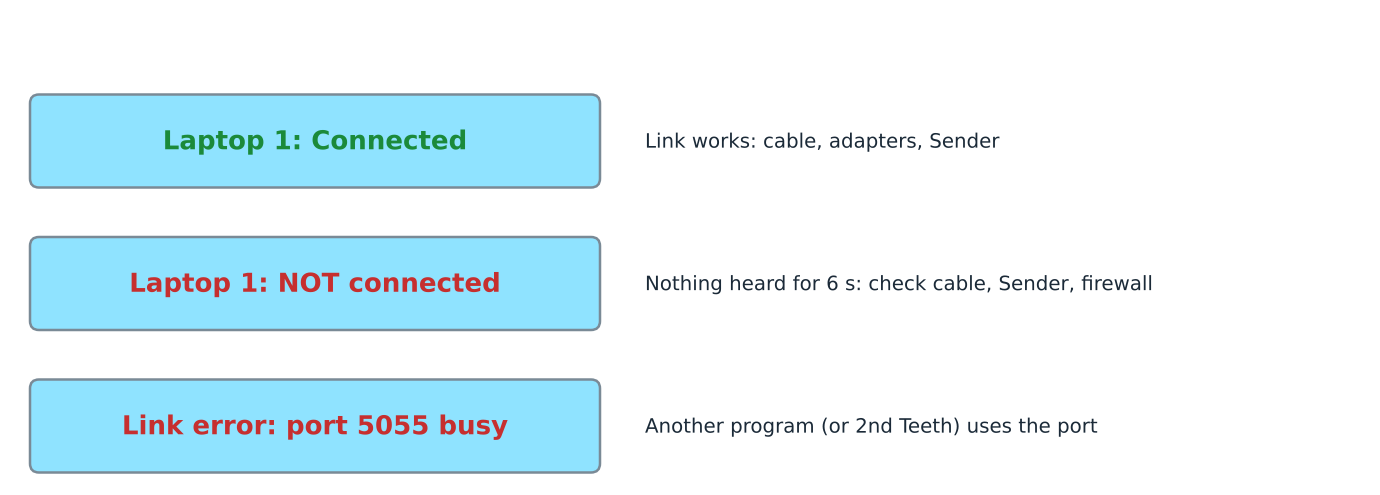 Laptop 1: Connected
Link works: cable, adapters, Sender
Laptop 1: NOT connected
Nothing heard for 6 s: check cable, Sender, firewall
Link error: port 5055 busy
Another program (or 2nd Teeth) uses the port